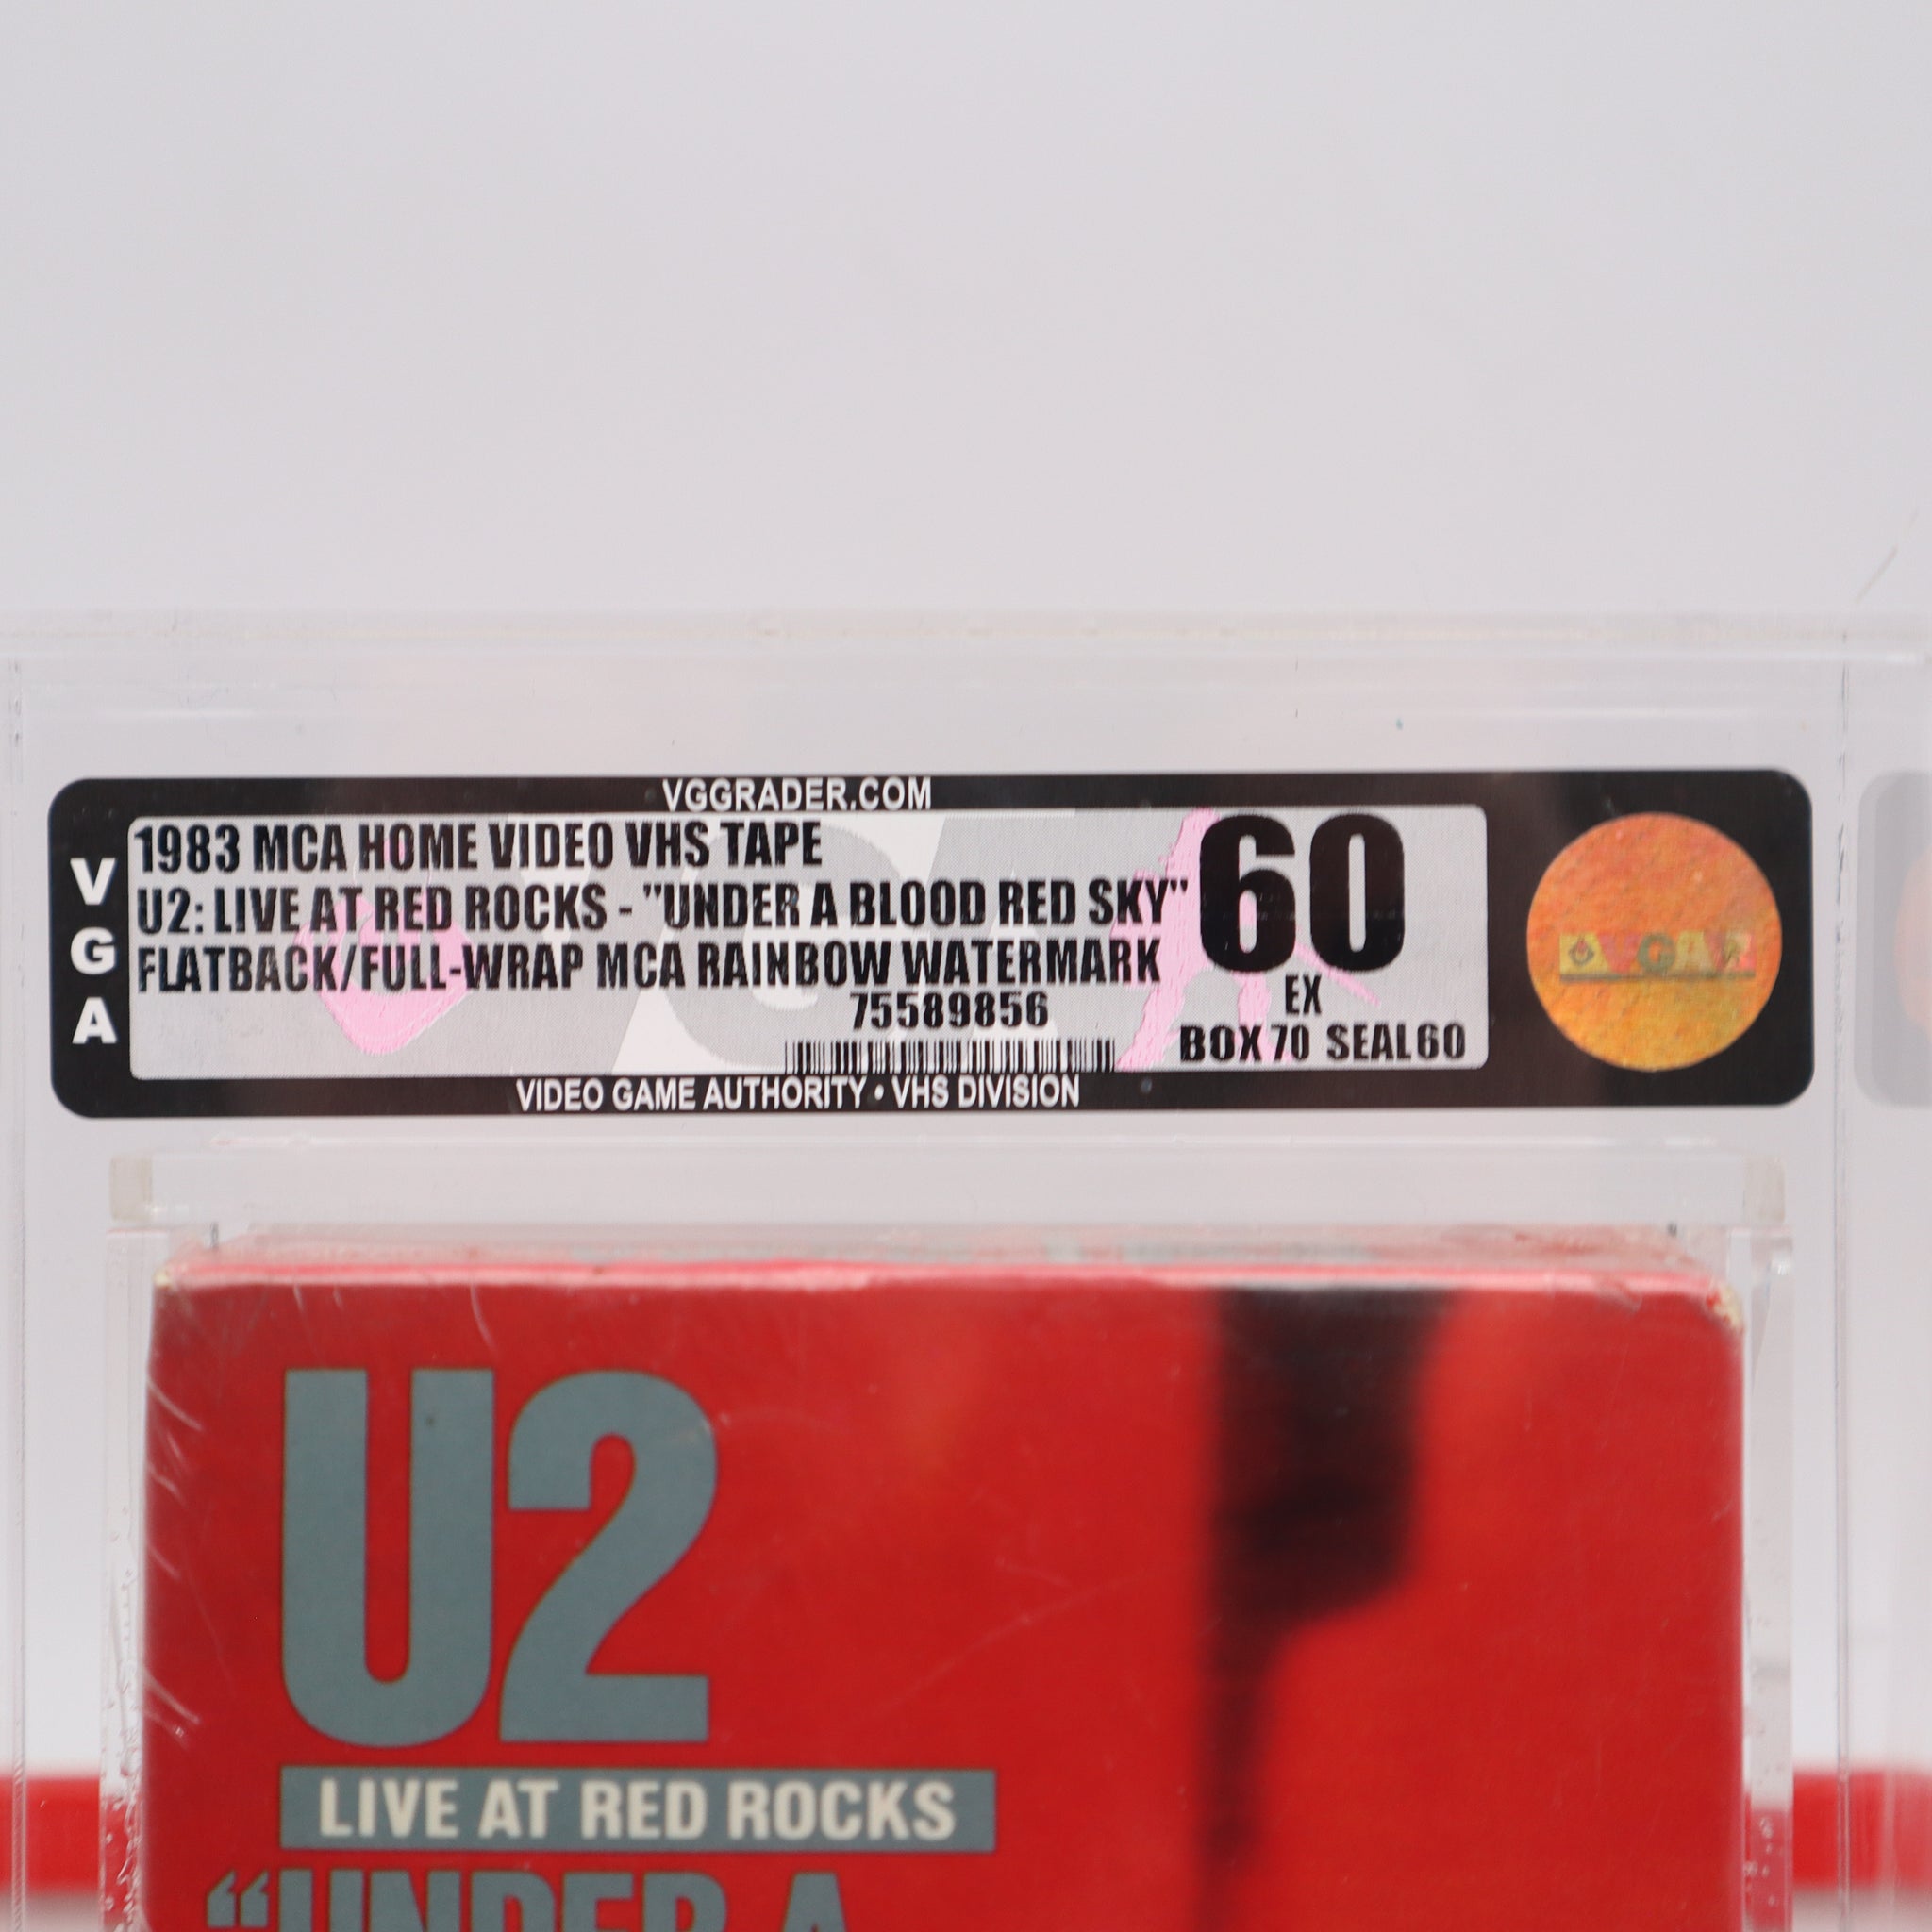 VGGRADER.COM
VGA
1983 MCA HOME VIDEO VHS TAPE
U2: LIVE AT RED ROCKS - "UNDER A BLOOD RED SKY"
FLATBACK/FULL-WRAP MCA RAINBOW WATERMARK
75589856
60
EX
BOX 70 SEAL 60
VGA
VIDEO GAME AUTHORITY • VHS DIVISION
U2
LIVE AT RED ROCKS
“UNDER A